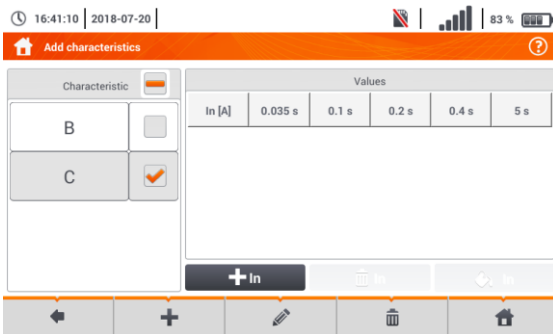 16:41:10 2018-07-20 83 %
Add characteristics ?
Characteristic Values
In [A] 0.035 s 0.1 s 0.2 s 0.4 s 5 s
B
C
+ In In In